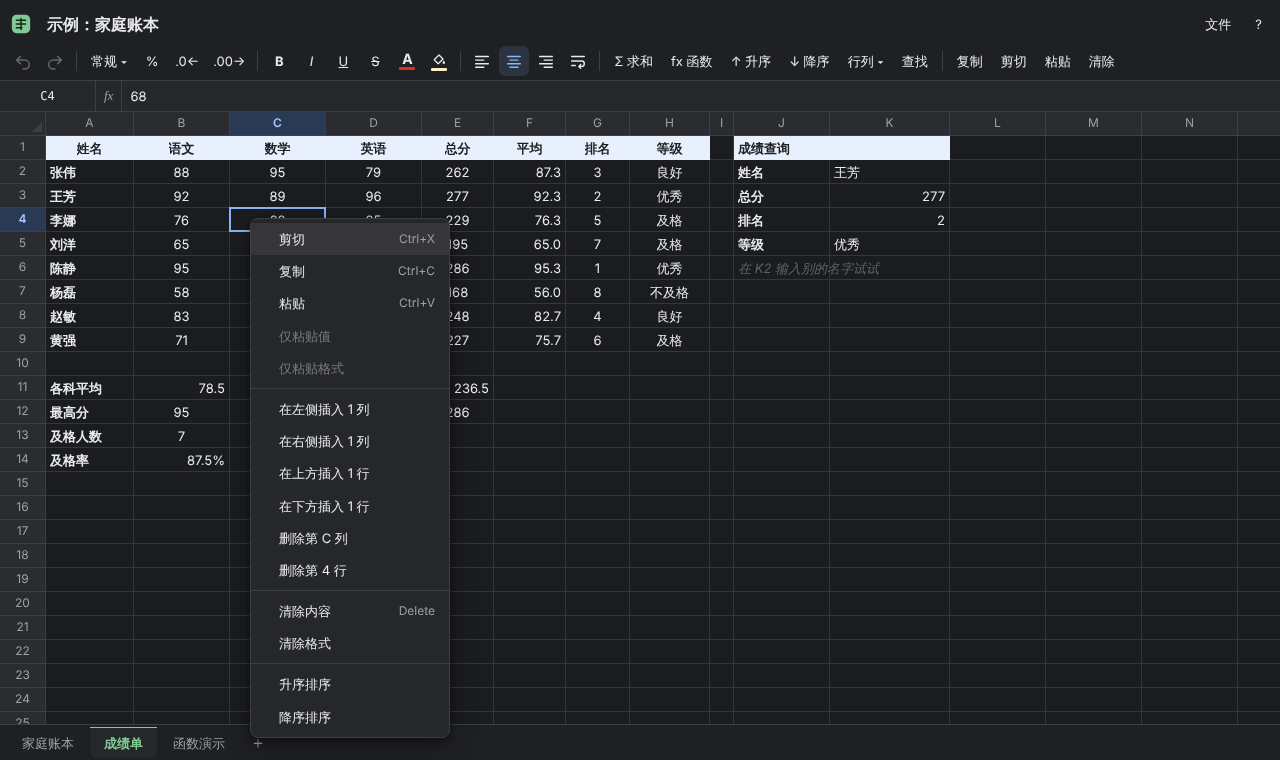 示例：家庭账本
文件 ?
常规 % .0← .00→ B I U S A Σ 求和 fx 函数 ↑ 升序 ↓ 降序 行列 查找 复制 剪切 粘贴 清除
C4 fx 68
A B C D E F G H I J K L M N
1 姓名 语文 数学 英语 总分 平均 排名 等级 成绩查询
2 张伟 88 95 79 262 87.3 3 良好 姓名 王芳
3 王芳 92 89 96 277 92.3 2 优秀 总分 277
4 李娜 76 229 76.3 5 及格 排名 2
5 刘洋 65 195 65.0 7 及格 等级 优秀
6 陈静 95 286 95.3 1 优秀 在 K2 输入别的名字试试
7 杨磊 58 168 56.0 8 不及格
8 赵敏 83 248 82.7 4 良好
9 黄强 71 227 75.7 6 及格
10
11 各科平均 78.5 236.5
12 最高分 95 286
13 及格人数 7
14 及格率 87.5%
15
16
17
18
19
20
21
22
23
24
25
剪切 Ctrl+X
复制 Ctrl+C
粘贴 Ctrl+V
仅粘贴值
仅粘贴格式
在左侧插入 1 列
在右侧插入 1 列
在上方插入 1 行
在下方插入 1 行
删除第 C 列
删除第 4 行
清除内容 Delete
清除格式
升序排序
降序排序
家庭账本 成绩单 函数演示 +